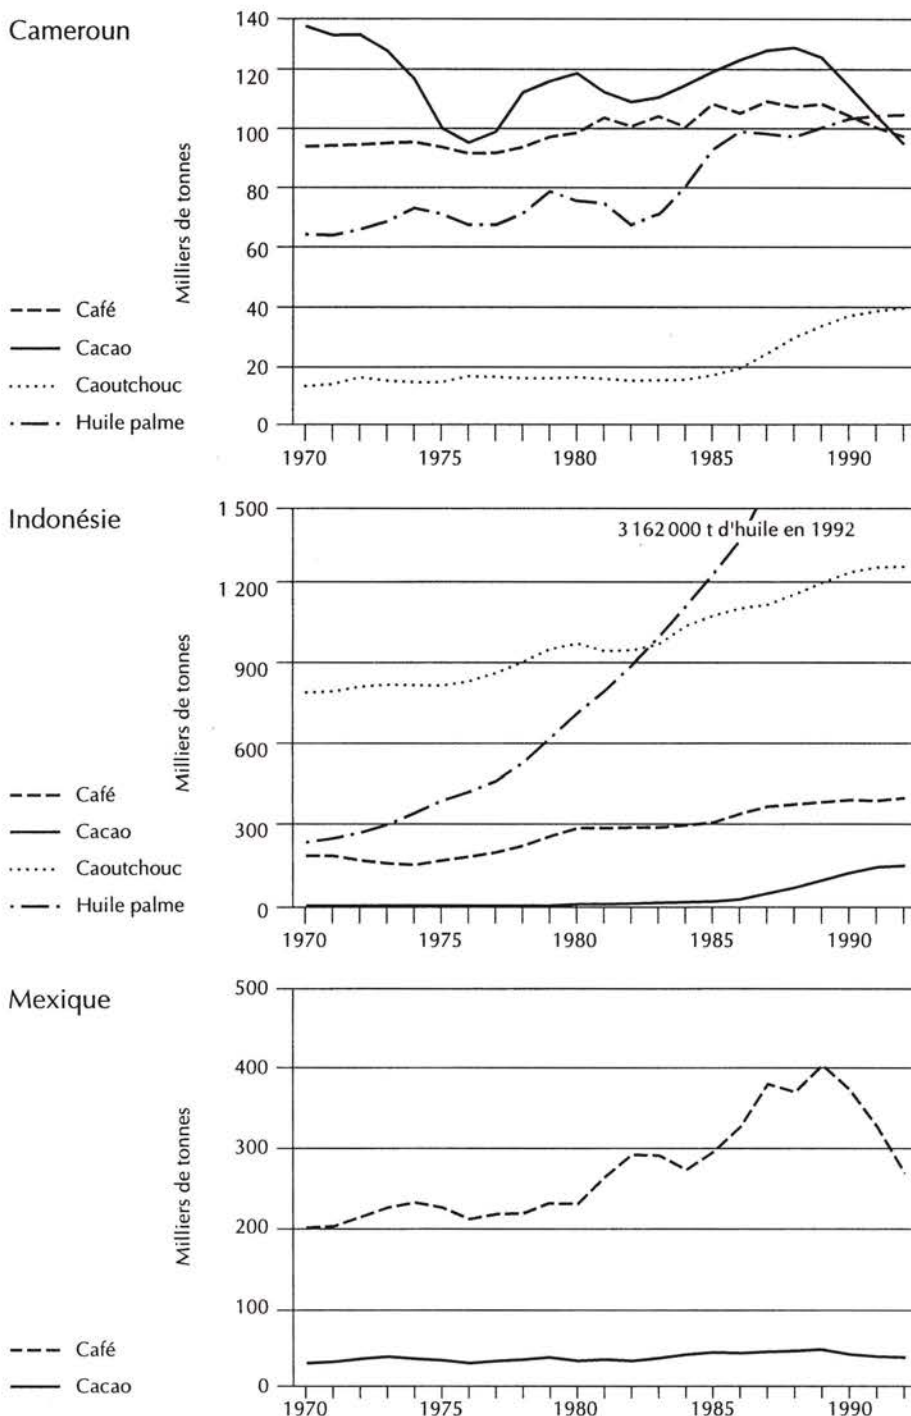 Cameroun
Milliers de tonnes
140
120
100
80
60
40
20
0
1970
1975
1980
1985
1990
Café
Cacao
Caoutchouc
Huile palme
Indonésie
Milliers de tonnes
1 500
1 200
900
600
300
0
3 162 000 t d'huile en 1992
1970
1975
1980
1985
1990
Café
Cacao
Caoutchouc
Huile palme
Mexique
Milliers de tonnes
500
400
300
200
100
0
1970
1975
1980
1985
1990
Café
Cacao